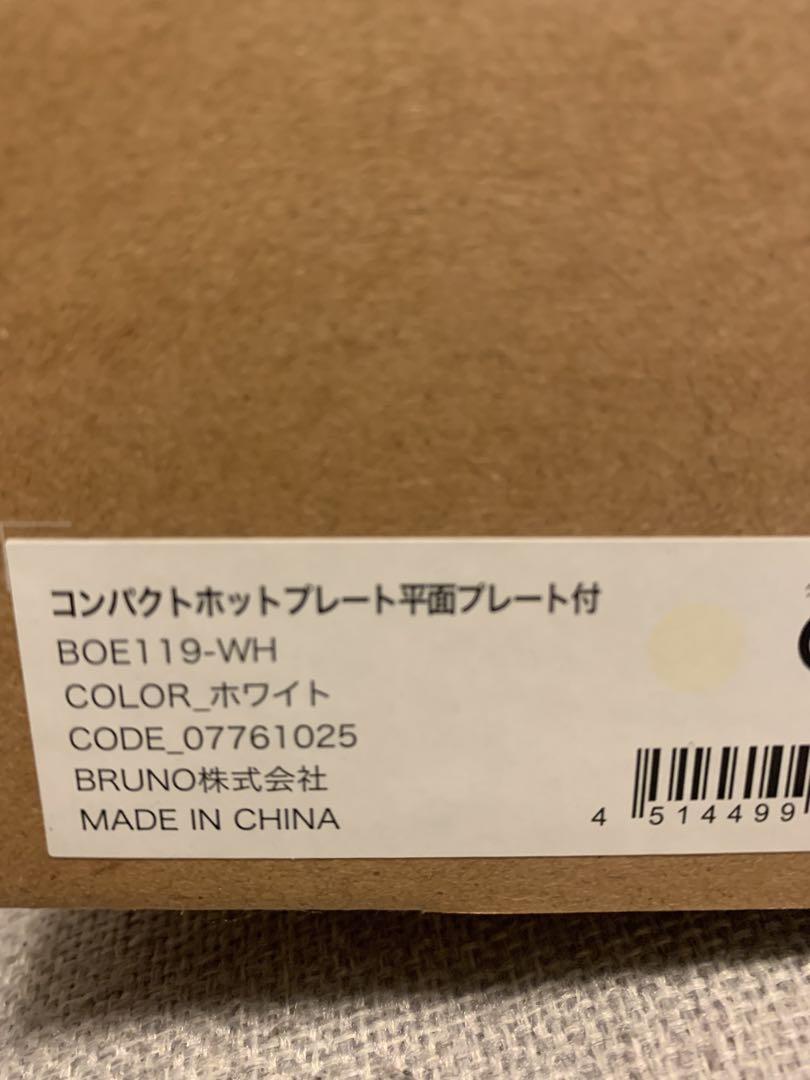 コンパクトホットプレート平面プレート付
BOE119-WH
COLOR_ホワイト
CODE_07761025
BRUNO株式会社
MADE IN CHINA
4 514499